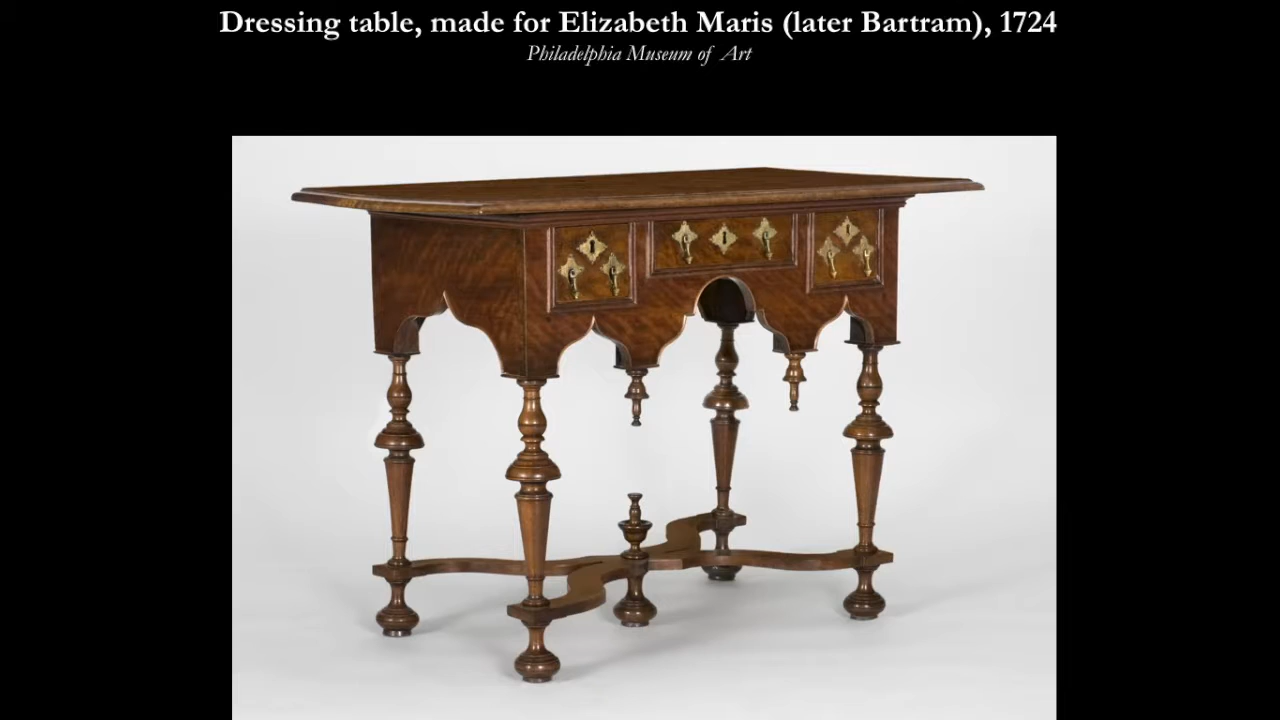 Dressing table, made for Elizabeth Maris (later Bartram), 1724
Philadelphia Museum of Art